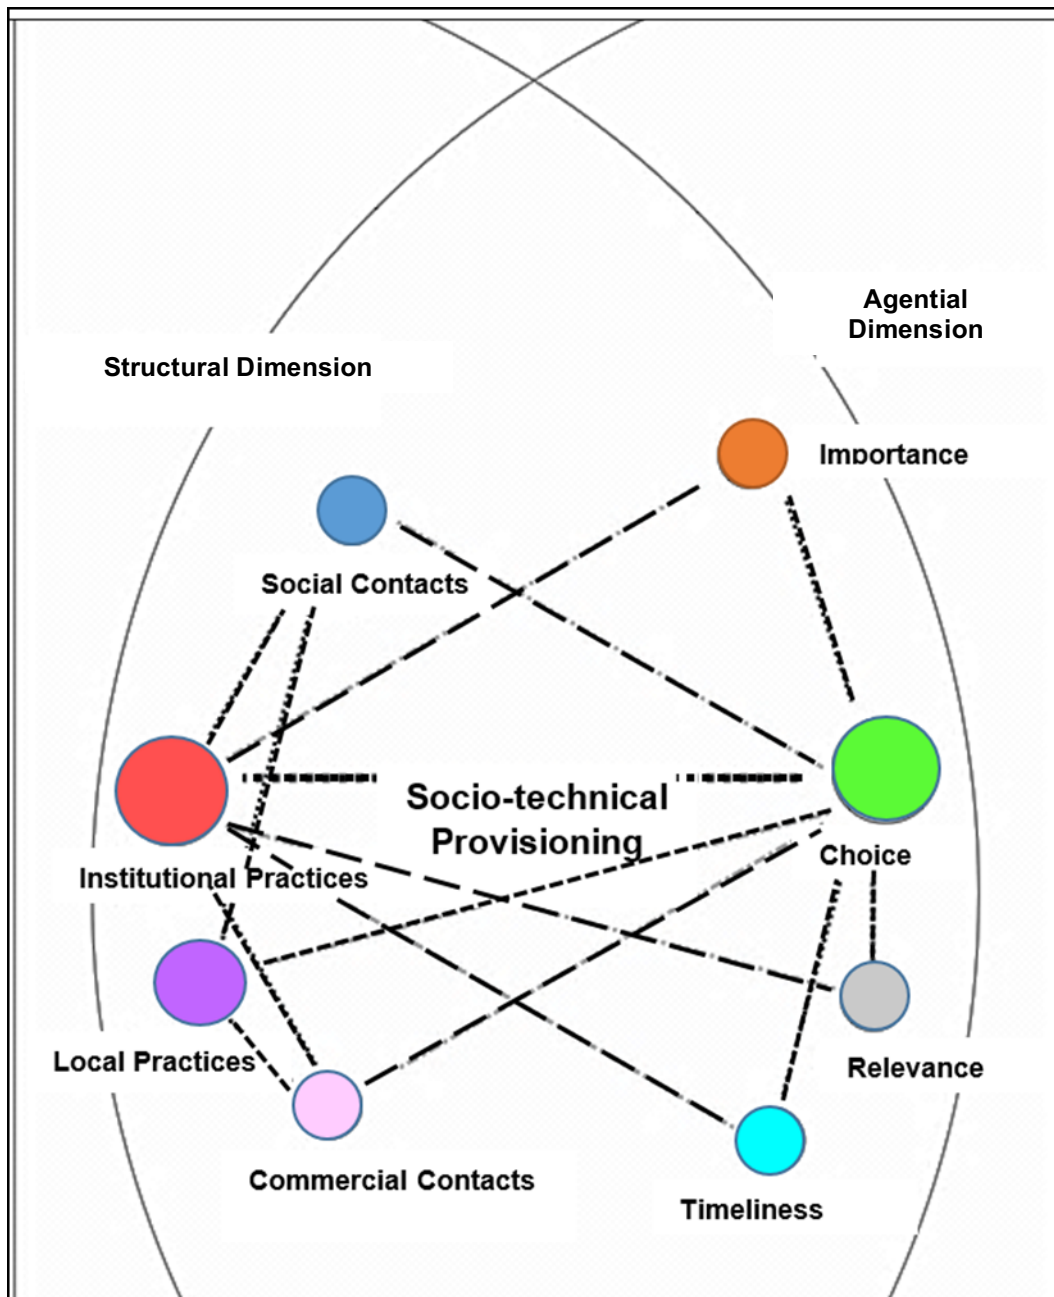 Agential
Dimension
Structural Dimension
Importance
Social Contacts
Socio-technical
Provisioning
Choice
Institutional Practices
Local Practices
Relevance
Commercial Contacts
Timeliness